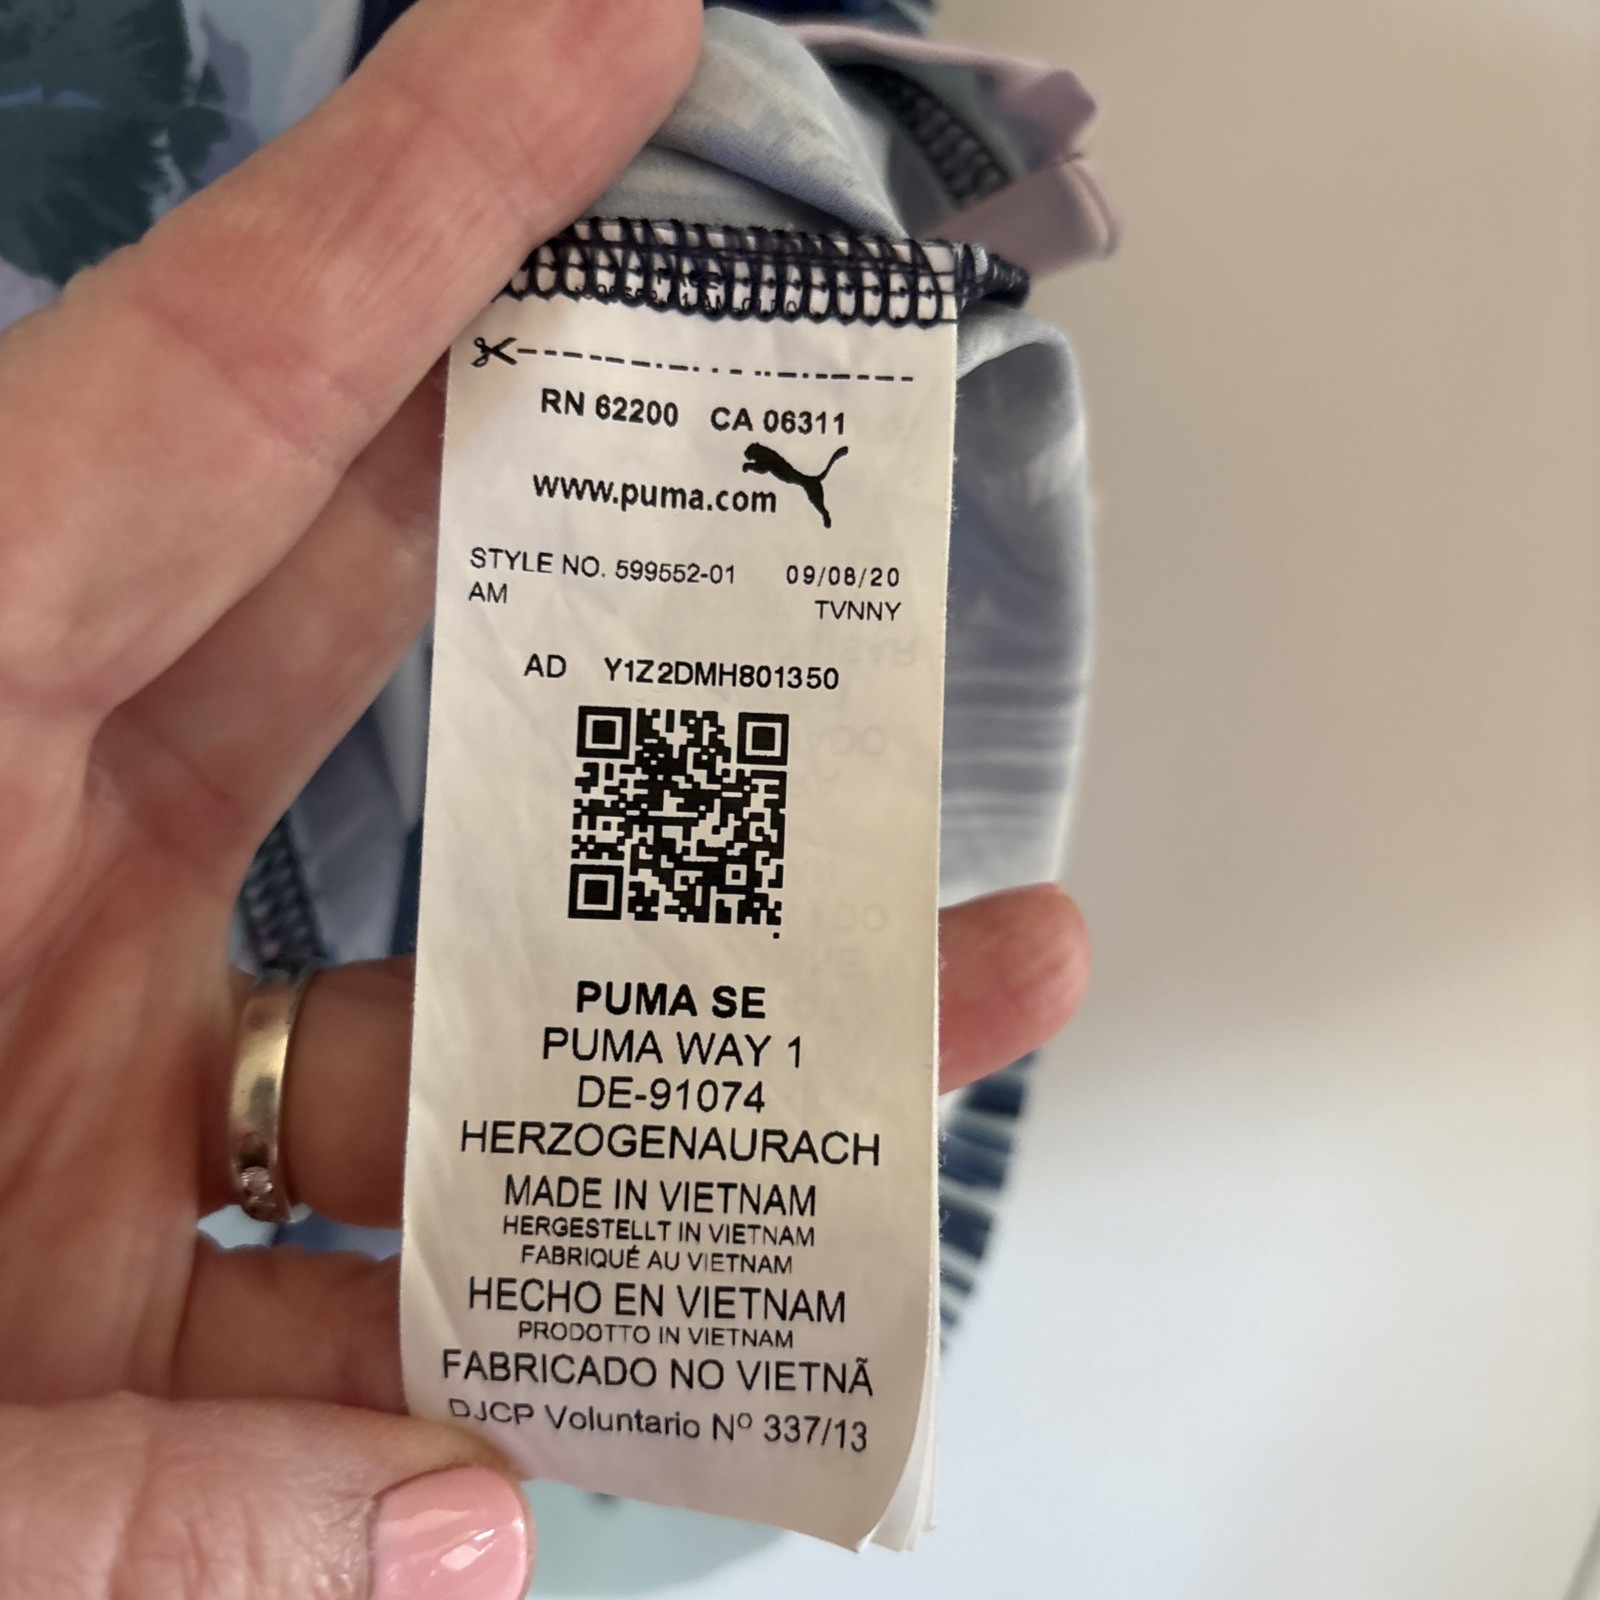 RN 62200 CA 06311
www.puma.com
STYLE NO. 599552-01 09/08/20
AM TVNNY
AD Y1Z2DMH801350
PUMA SE
PUMA WAY 1
DE-91074
HERZOGENAURACH
MADE IN VIETNAM
HERGESTELLT IN VIETNAM
FABRIQUÉ AU VIETNAM
HECHO EN VIETNAM
PRODOTTO IN VIETNAM
FABRICADO NO VIETNÃ
DJCP Voluntario Nº 337/13